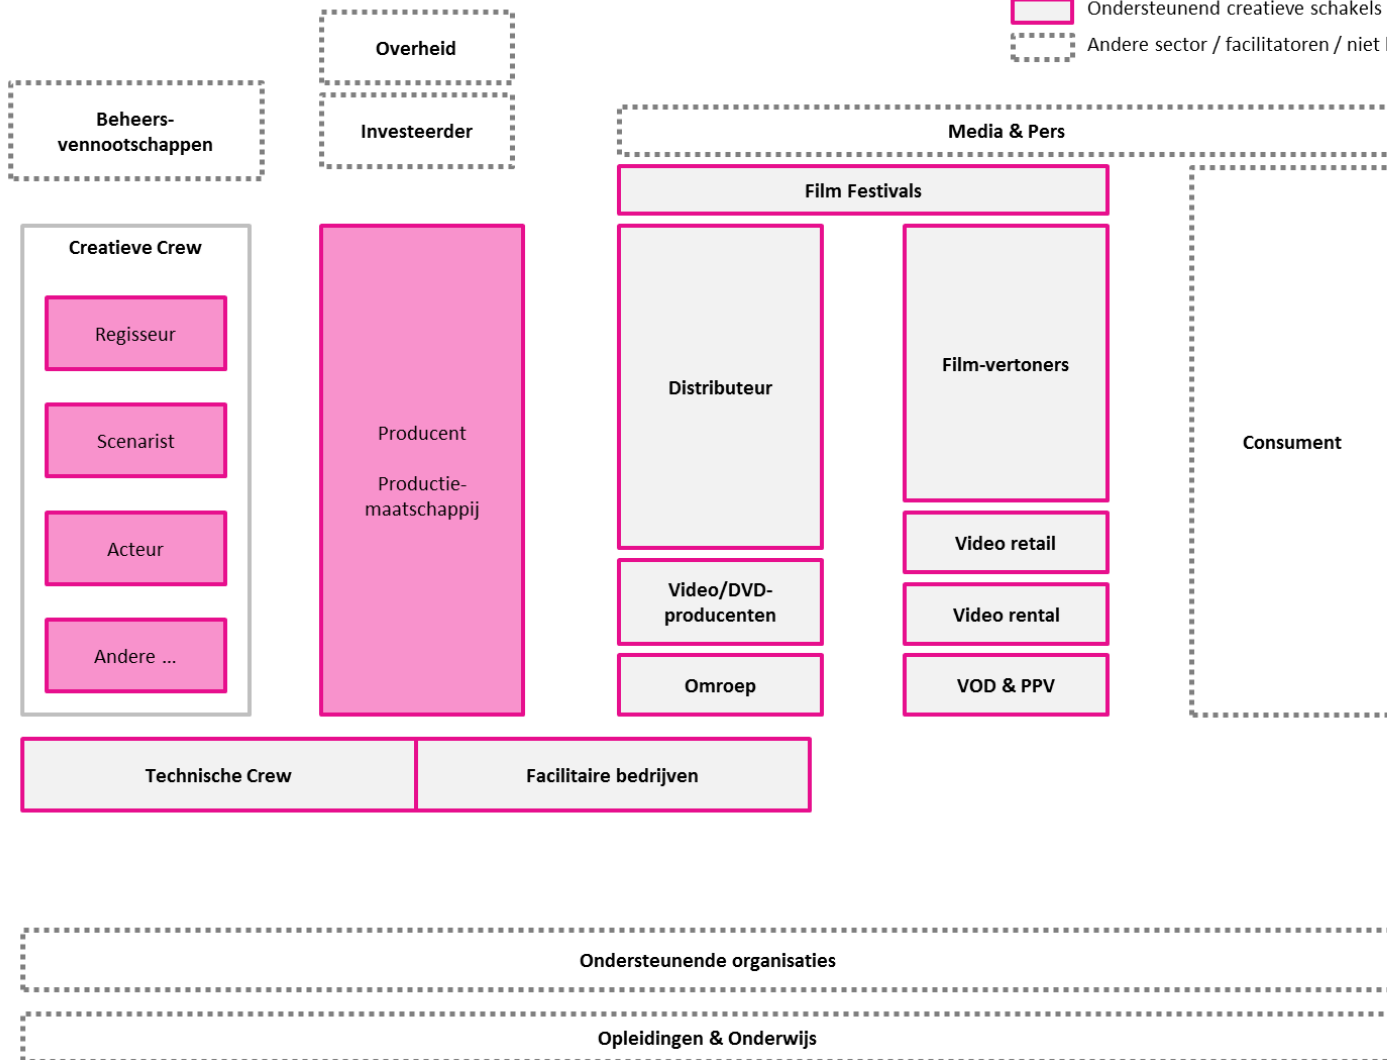 Ondersteunend creatieve schakels
Andere sector / facilitatoren / niet
Overheid
Beheers-
vennootschappen
Investeerder
Media & Pers
Film Festivals
Creatieve Crew
Regisseur
Scenarist
Acteur
Andere ...
Producent
Productie-
maatschappij
Distributeur
Video/DVD-
producenten
Omroep
Film-vertoners
Video retail
Video rental
VOD & PPV
Consument
Technische Crew
Facilitaire bedrijven
Ondersteunende organisaties
Opleidingen & Onderwijs